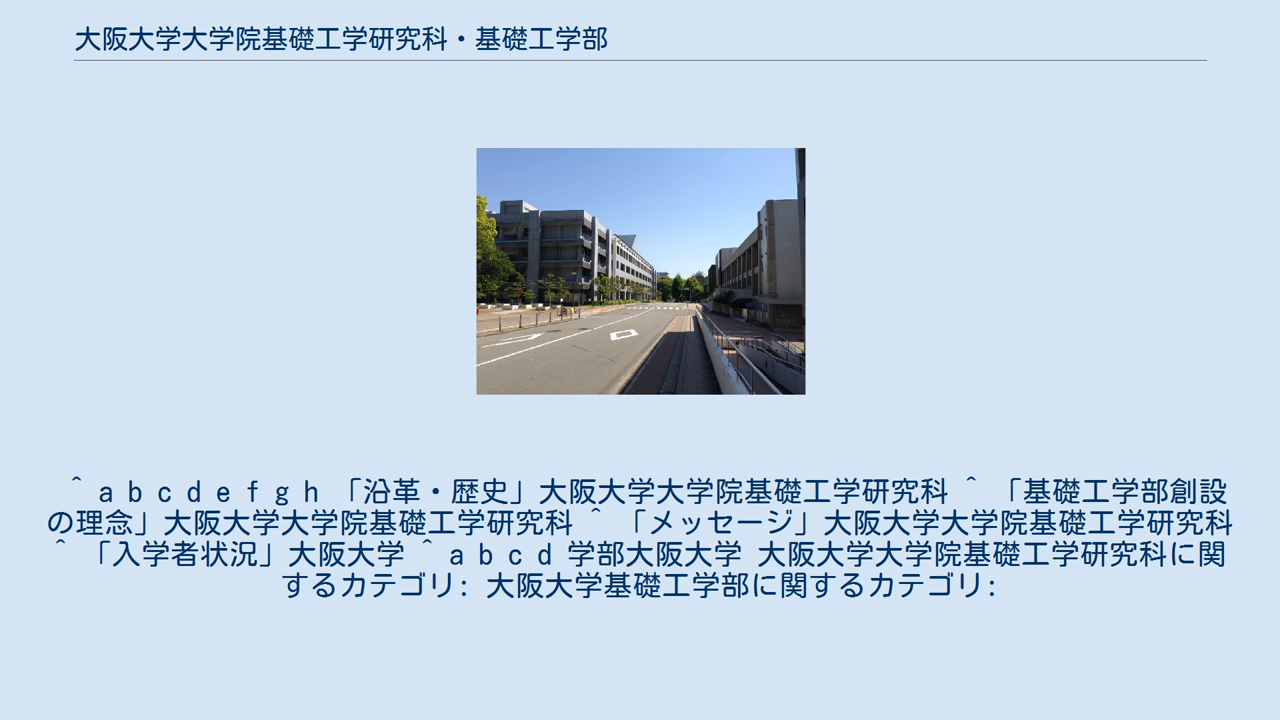 大阪大学大学院基礎工学研究科・基礎工学部
^ a b c d e f g h 「沿革・歴史」大阪大学大学院基礎工学研究科 ^ 「基礎工学部創設
の理念」大阪大学大学院基礎工学研究科 ^ 「メッセージ」大阪大学大学院基礎工学研究科
^ 「入学者状況」大阪大学 ^ a b c d 学部大阪大学 大阪大学大学院基礎工学研究科に関
するカテゴリ: 大阪大学基礎工学部に関するカテゴリ: